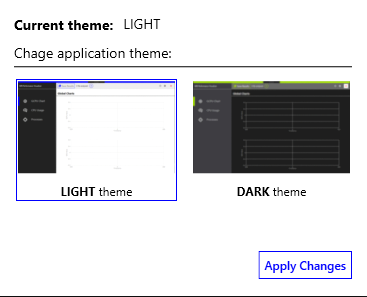 Current theme: LIGHT
Chage application theme:
LIGHT theme
DARK theme
Apply Changes